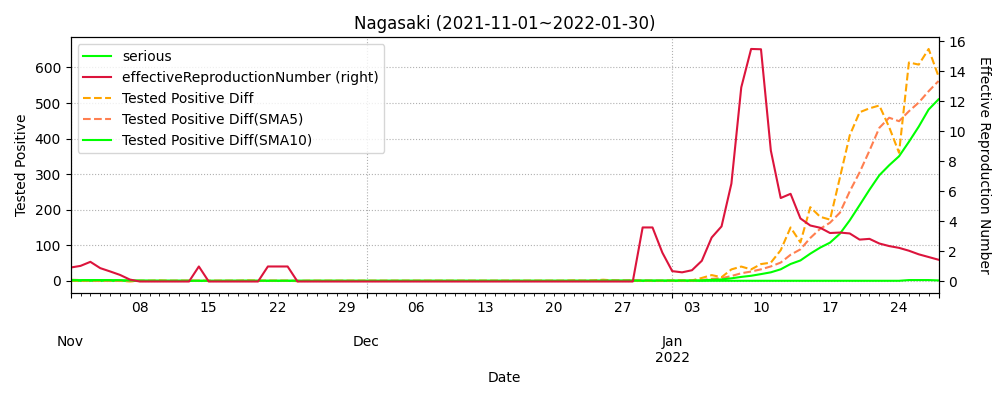 Nagasaki (2021-11-01~2022-01-30)
serious
effectiveReproductionNumber (right)
Tested Positive Diff
Tested Positive Diff(SMA5)
Tested Positive Diff(SMA10)
Tested Positive
600
500
400
300
200
100
0
16
14
12
10
8
6
4
2
0
Effective Reproduction Number
08 15 22 29 06 13 20 27 03 10 17 24
Nov Dec Jan
2022
Date